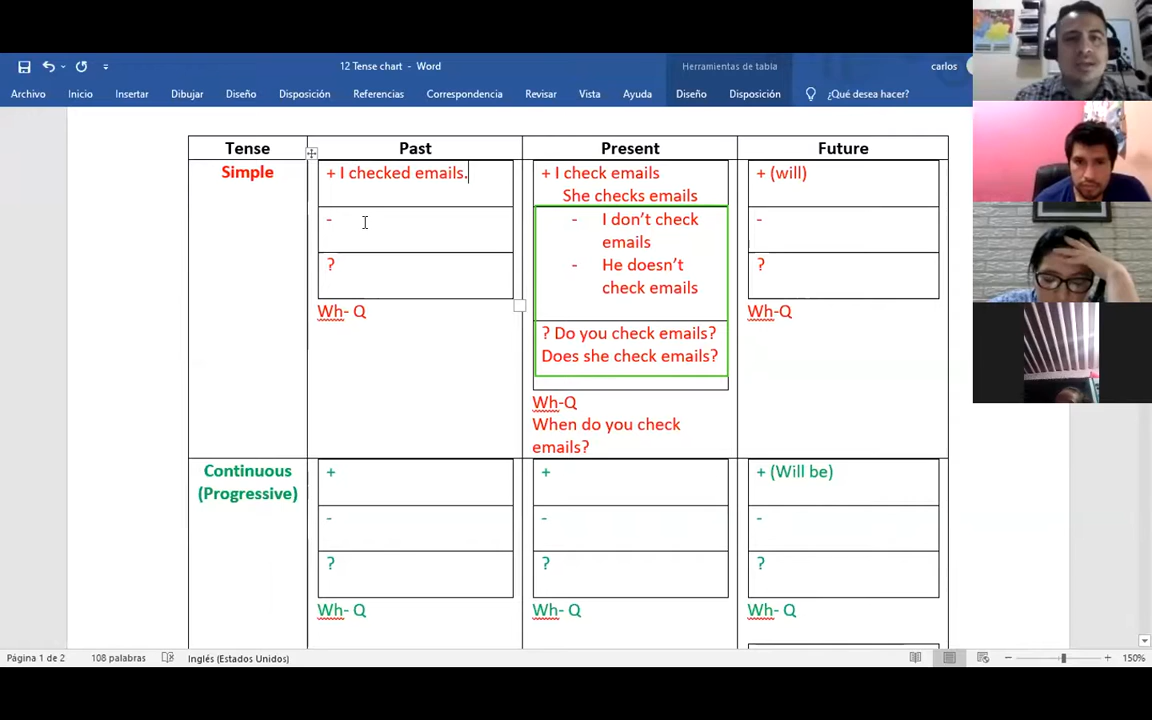 12 Tense chart - Word
Herramientas de tabla
carlos
Archivo Inicio Insertar Dibujar Diseño Disposición Referencias Correspondencia Revisar Vista Ayuda Diseño Disposición ¿Qué desea hacer?
Tense Past Present Future
Simple
+ I checked emails.
-
?
Wh- Q
+ I check emails
She checks emails
- I don't check
emails
- He doesn't
check emails
? Do you check emails?
Does she check emails?
Wh-Q
When do you check
emails?
+ (will)
-
?
Wh-Q
Continuous
(Progressive)
+
-
?
Wh- Q
+
-
?
Wh- Q
+ (Will be)
-
?
Wh- Q
Página 1 de 2 108 palabras Inglés (Estados Unidos) 150%